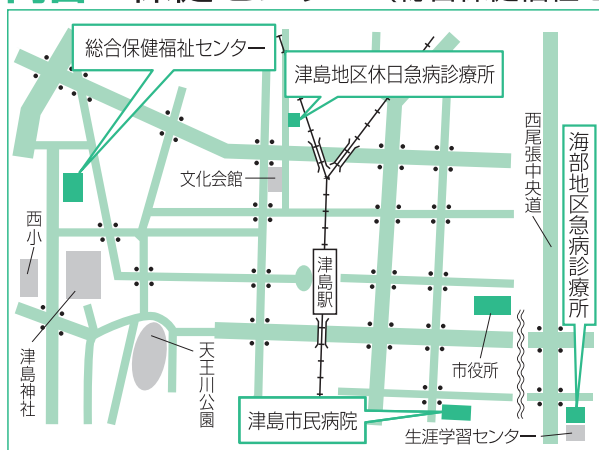 総合保健福祉センター
津島地区休日急病診療所
西尾張中央道
海部地区急病診療所
文化会館
西小
津島駅
市役所
津島神社
天王川公園
津島市民病院
生涯学習センター